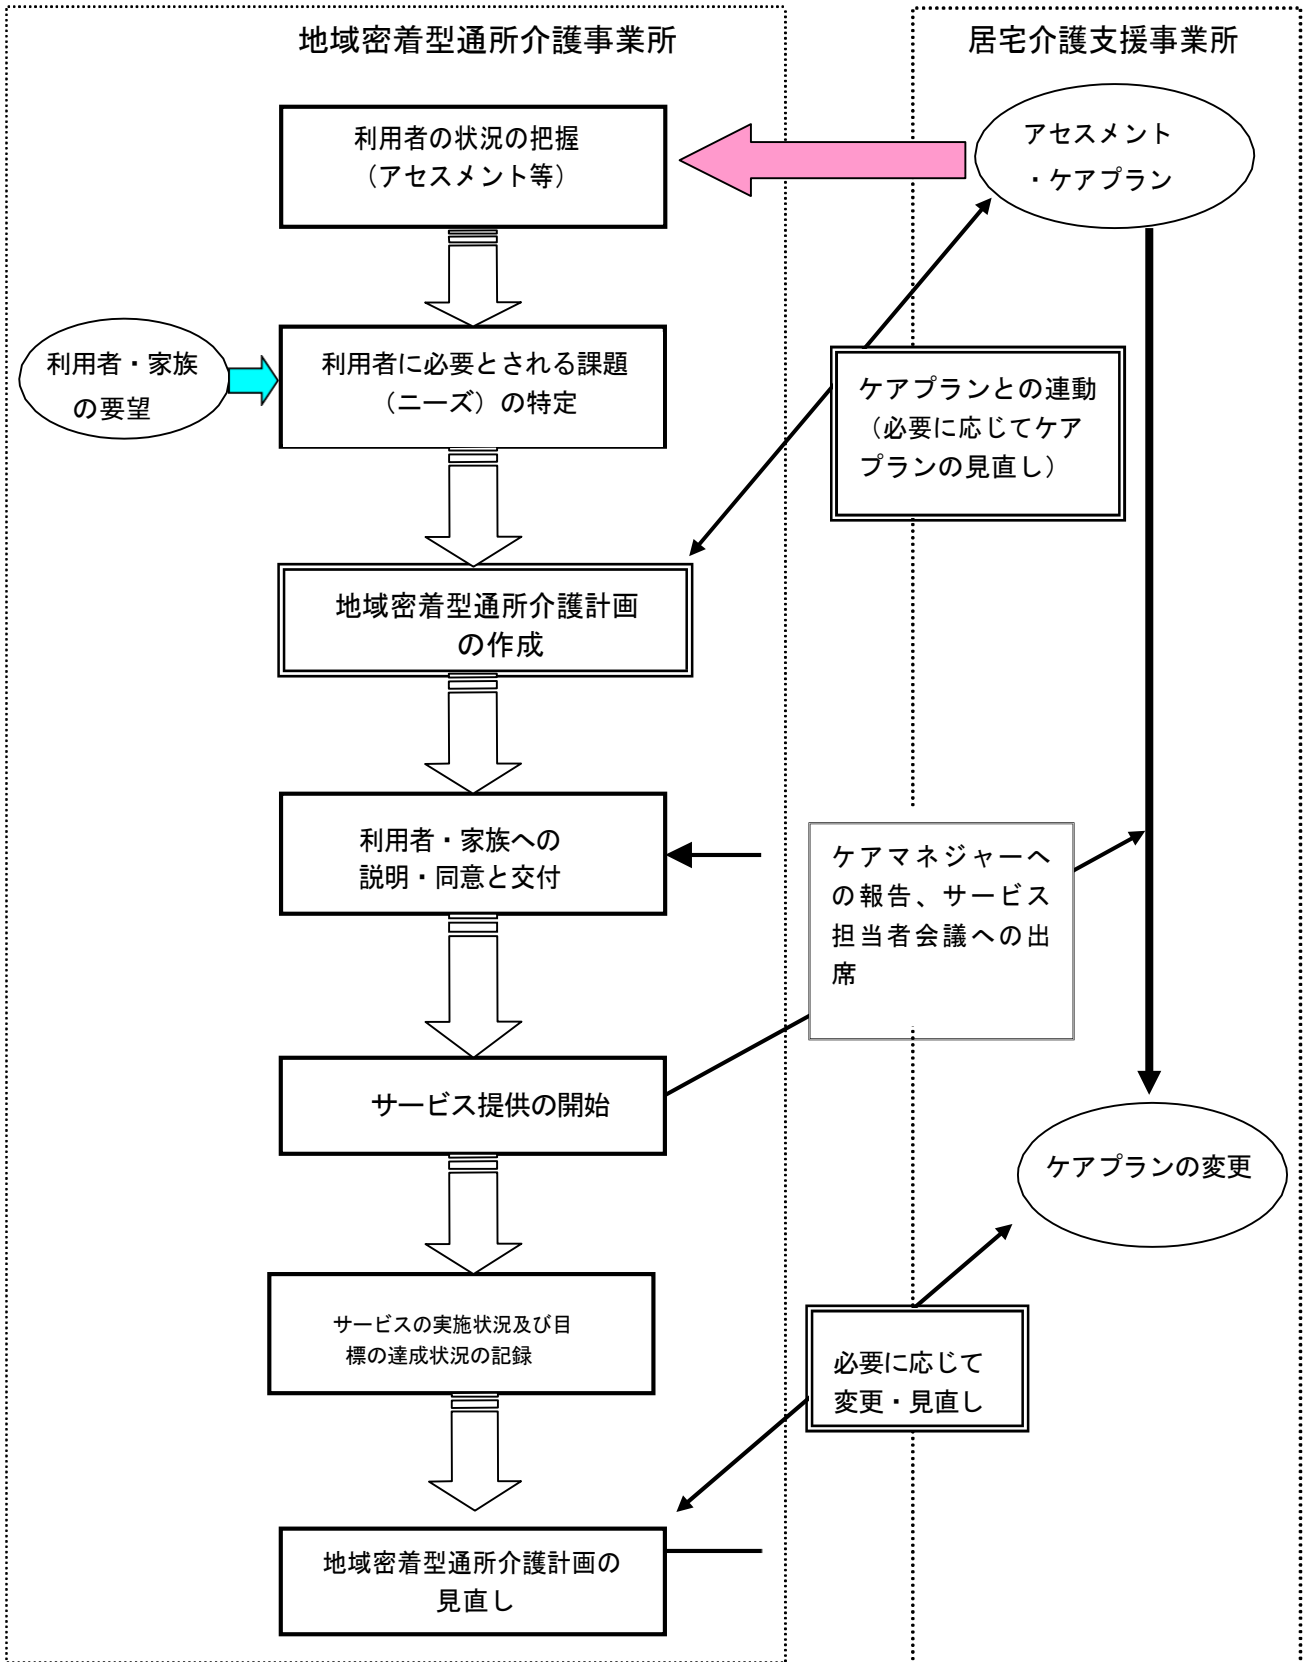 地域密着型通所介護事業所
居宅介護支援事業所
利用者の状況の把握
（アセスメント等）
アセスメント
・ケアプラン
利用者・家族
の要望
利用者に必要とされる課題
（ニーズ）の特定
ケアプランとの連動
（必要に応じてケア
プランの見直し）
地域密着型通所介護計画
の作成
利用者・家族への
説明・同意と交付
ケアマネジャーへ
の報告、サービス
担当者会議への出
席
サービス提供の開始
ケアプランの変更
サービスの実施状況及び目
標の達成状況の記録
必要に応じて
変更・見直し
地域密着型通所介護計画の
見直し